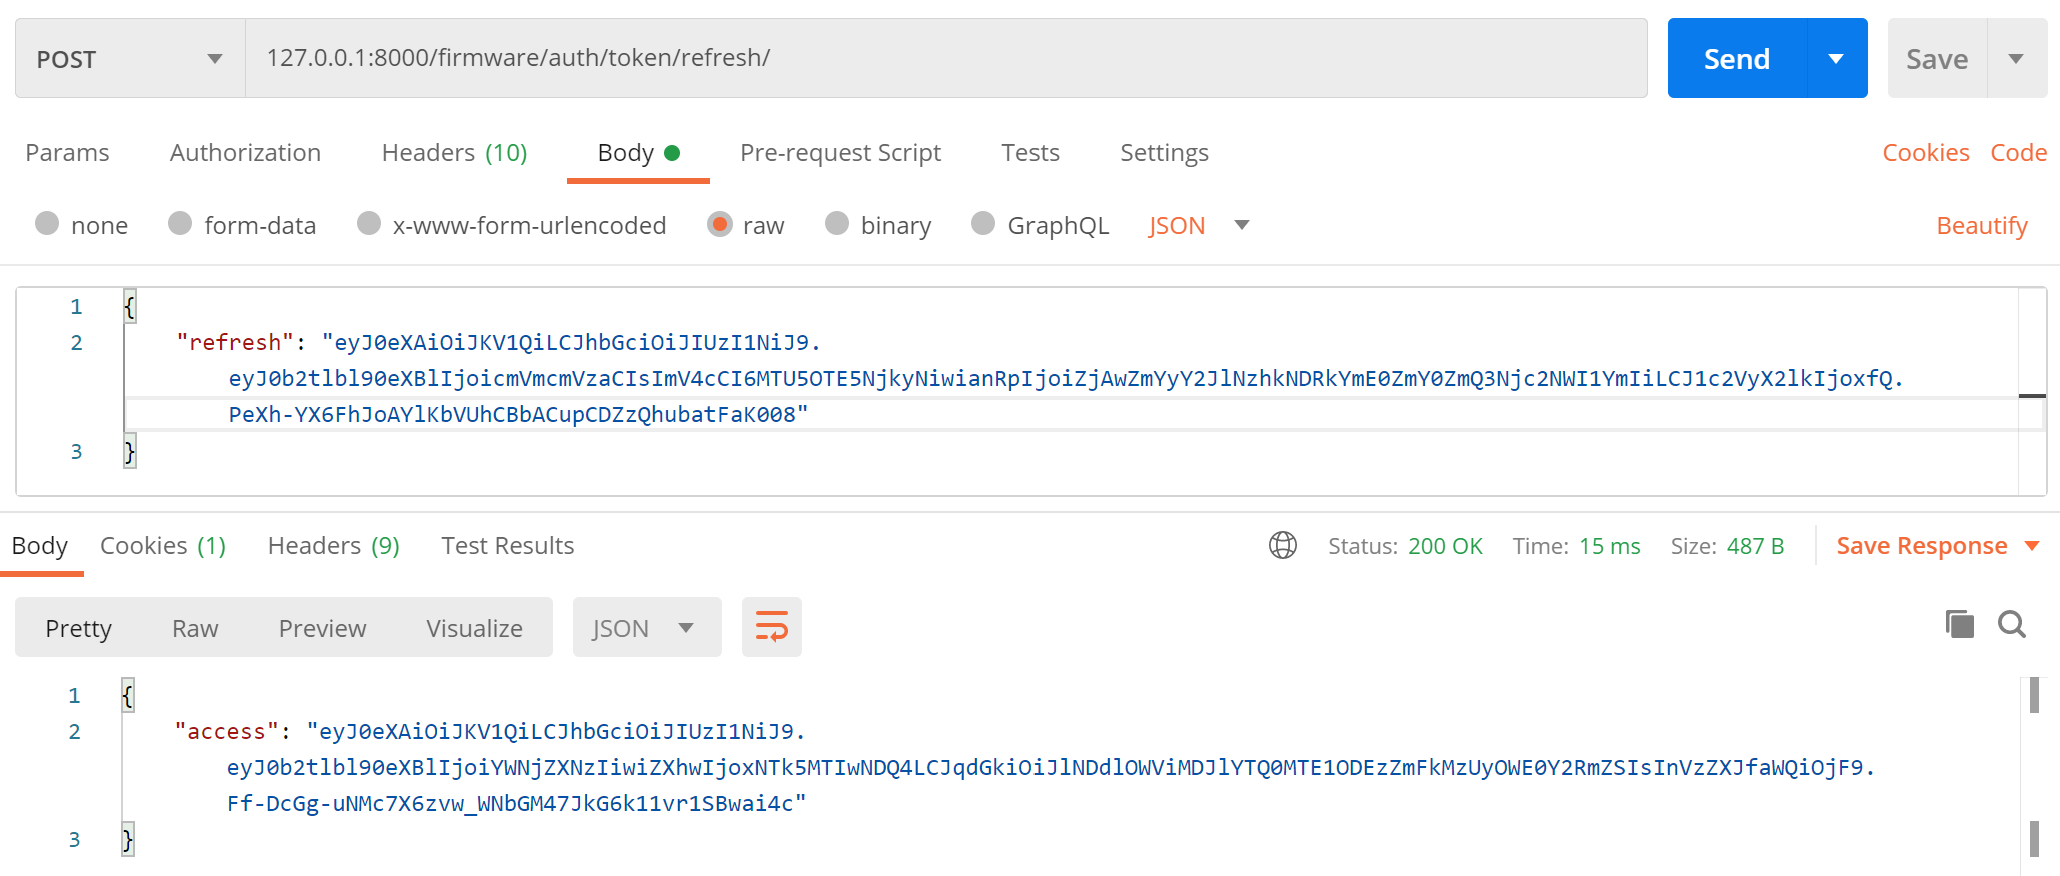 POST 127.0.0.1:8000/firmware/auth/token/refresh/ Send Save
Params Authorization Headers (10) Body Pre-request Script Tests Settings Cookies Code
none form-data x-www-form-urlencoded raw binary GraphQL JSON Beautify
1 {
2 "refresh": "eyJ0eXAiOiJKV1QiLCJhbGciOiJIUzI1NiJ9.
eyJ0b2tlbl90eXBlIjoicmVmcmVzaCIsImV4cCI6MTU5OTE5NjkyNiwianRpIjoiZjAwZmYyY2JlNzhkNDRkYmE0ZmY0ZmQ3Njc2NWI1YmIiLCJ1c2VyX2lkIjoxfQ.
PeXh-YX6FhJoAYlKbVUhCBbACupCDZzQhubatFaK008"
3 }
Body Cookies (1) Headers (9) Test Results Status: 200 OK Time: 15 ms Size: 487 B Save Response
Pretty Raw Preview Visualize JSON
1 {
2 "access": "eyJ0eXAiOiJKV1QiLCJhbGciOiJIUzI1NiJ9.
eyJ0b2tlbl90eXBlIjoiYWNjZXNzIiwiZXhwIjoxNTk5MTIwNDQ4LCJqdGkiOiJlNDdlOWViMDJlYTQ0MTE1ODEzZmFkMzUyOWE0Y2RmZSIsInVzZXJfaWQiOjF9.
Ff-DcGg-uNMc7X6zvw_WNbGM47JkG6k11vr1SBwai4c"
3 }